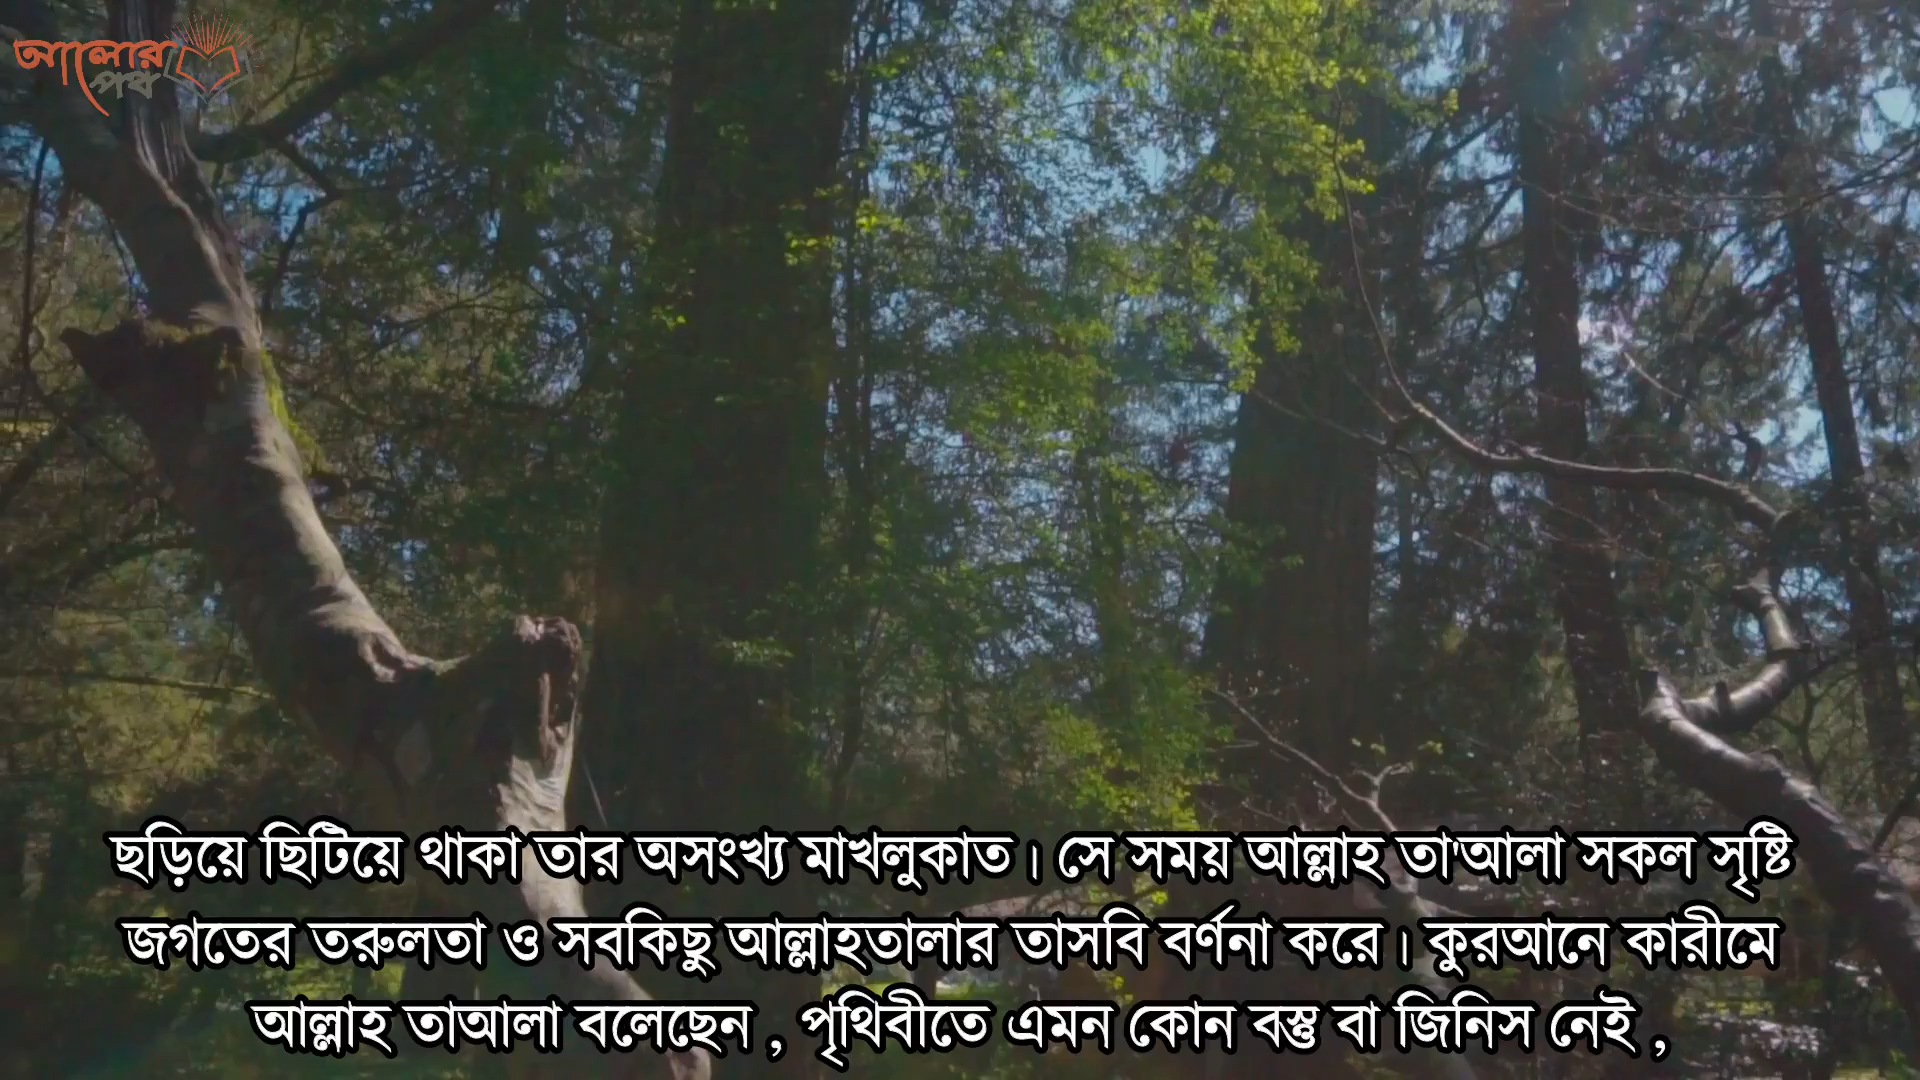 আলোর
পথ
ছড়িয়ে ছিটিয়ে থাকা তার অসংখ্য মাখলুকাত। সে সময় আল্লাহ তা'আলা সকল সৃষ্টি
জগতের তরুলতা ও সবকিছু আল্লাহতালার তাসবি বর্ণনা করে। কুরআনে কারীমে
আল্লাহ তাআলা বলেছেন , পৃথিবীতে এমন কোন বস্তু বা জিনিস নেই ,